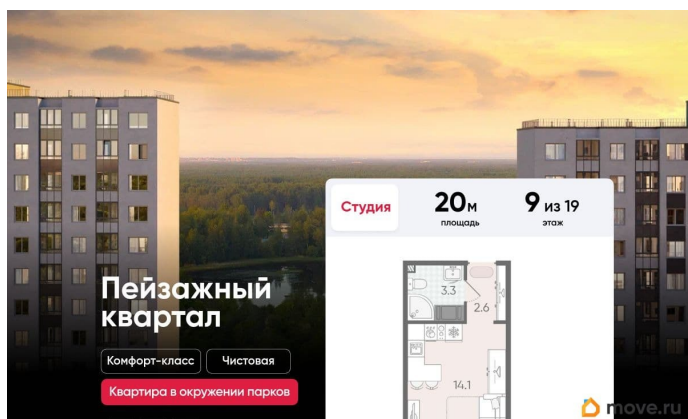 Студия
20м
площадь
9 из 19
этаж
Пейзажный
квартал
Комфорт-класс
Чистовая
Квартира в окружении парков
3.3
2.6
14.1
move.ru